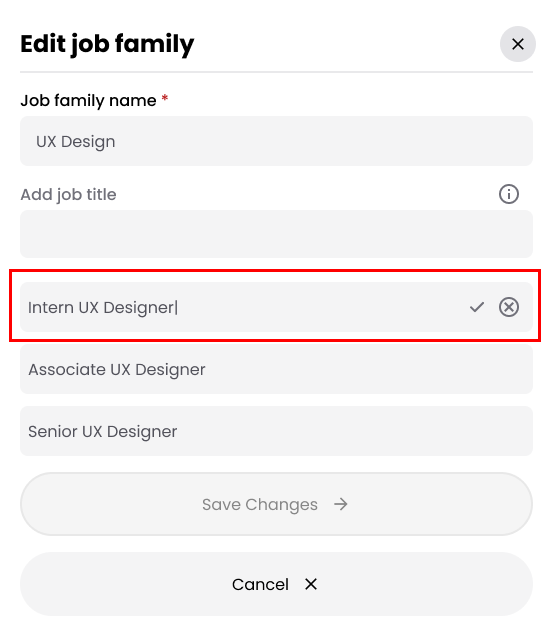 Edit job family
Job family name *
UX Design
Add job title
Intern UX Designer
Associate UX Designer
Senior UX Designer
Save Changes
Cancel